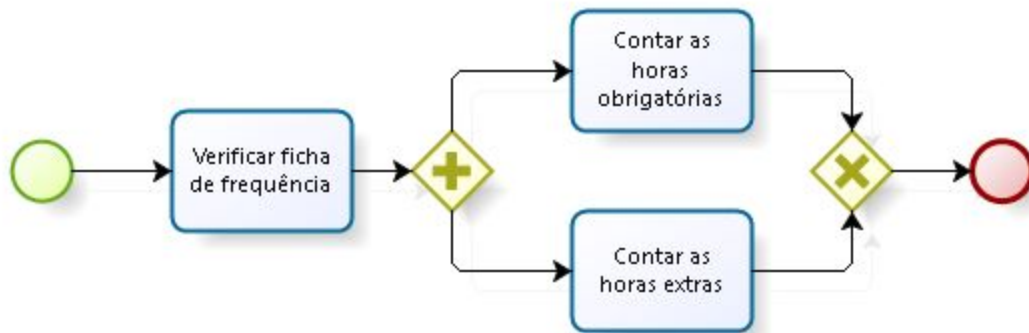 Verificar ficha
de frequência
Contar as
horas
obrigatórias
Contar as
horas extras